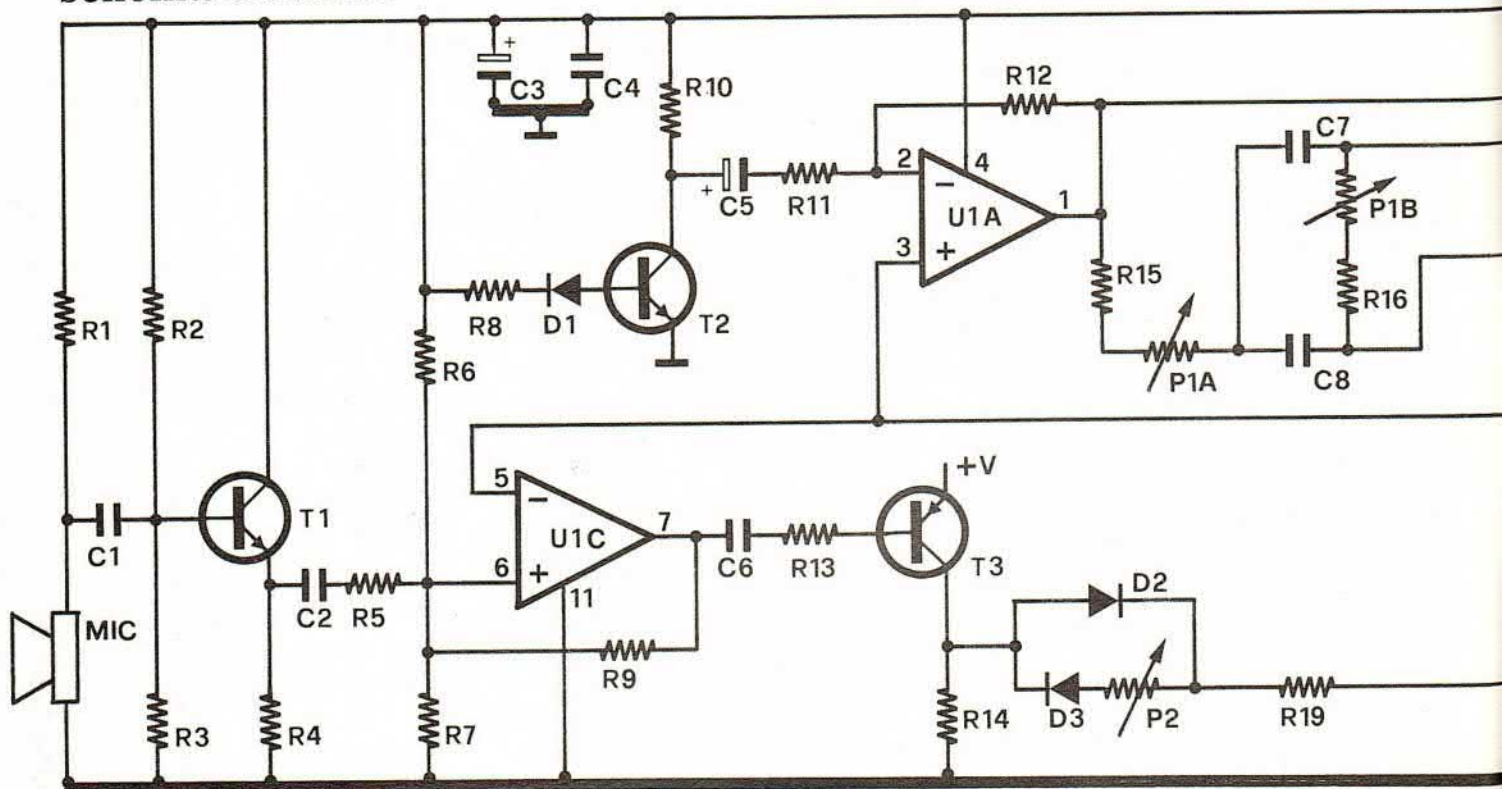 +
C3
C4
R10
R12
C7
2
4
−
+
C5
R11
U1A
1
P1B
3
+
R15
R16
R1
R2
R8
D1
T2
R6
P1A
C8
5
−
+V
C1
T1
U1C
7
6
+
C6
R13
T3
C2
R5
11
D2
MIC
R9
R3
R4
R7
R14
D3
P2
R19